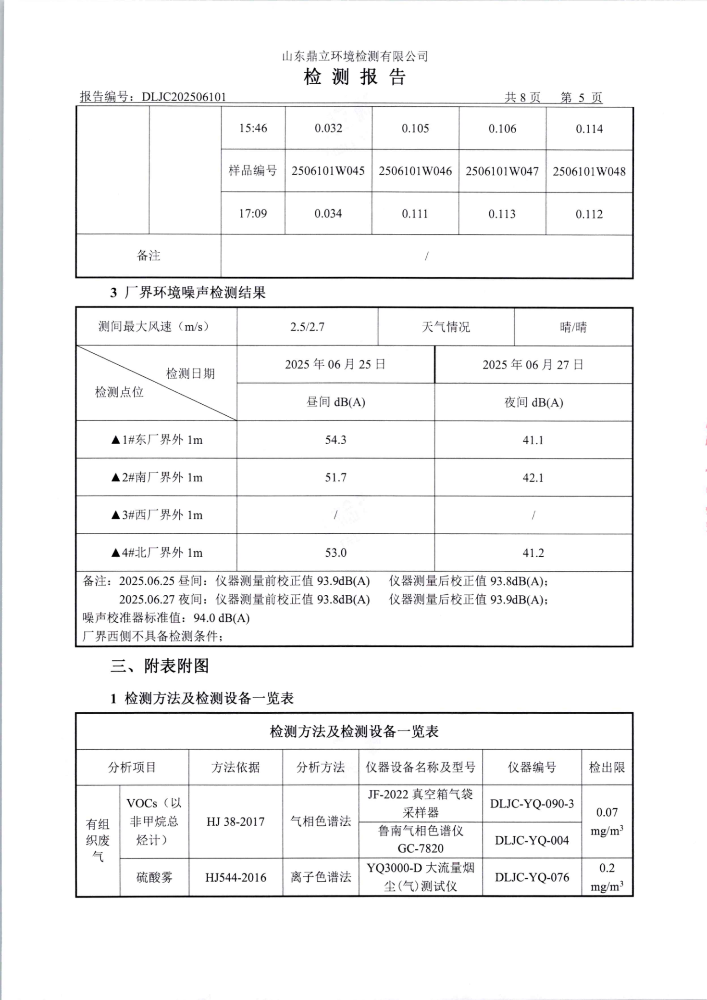 山东鼎立环境检测有限公司
检 测 报 告
报告编号：DLJC202506101 共 8 页 第 5 页
15:46 0.032 0.105 0.106 0.114
样品编号 2506101W045 2506101W046 2506101W047 2506101W048
17:09 0.034 0.111 0.113 0.112
备注 /
3 厂界环境噪声检测结果
测间最大风速（m/s） 2.5/2.7 天气情况 晴/晴
检测日期 2025 年 06 月 25 日 2025 年 06 月 27 日
检测点位 昼间 dB(A) 夜间 dB(A)
▲1#东厂界外 1m 54.3 41.1
▲2#南厂界外 1m 51.7 42.1
▲3#西厂界外 1m / /
▲4#北厂界外 1m 53.0 41.2
备注：2025.06.25 昼间：仪器测量前校正值 93.9dB(A) 仪器测量后校正值 93.8dB(A);
2025.06.27 夜间：仪器测量前校正值 93.8dB(A) 仪器测量后校正值 93.9dB(A);
噪声校准器标准值：94.0 dB(A)
厂界西侧不具备检测条件;
三、附表附图
1 检测方法及检测设备一览表
检测方法及检测设备一览表
分析项目 方法依据 分析方法 仪器设备名称及型号 仪器编号 检出限
有组
织废
气
VOCs（以
非甲烷总
烃计）
HJ 38-2017
气相色谱法
JF-2022 真空箱气袋
采样器
DLJC-YQ-090-3
鲁南气相色谱仪
GC-7820
DLJC-YQ-004
0.07
mg/m³
硫酸雾
HJ544-2016
离子色谱法
YQ3000-D 大流量烟
尘(气)测试仪
DLJC-YQ-076
0.2
mg/m³